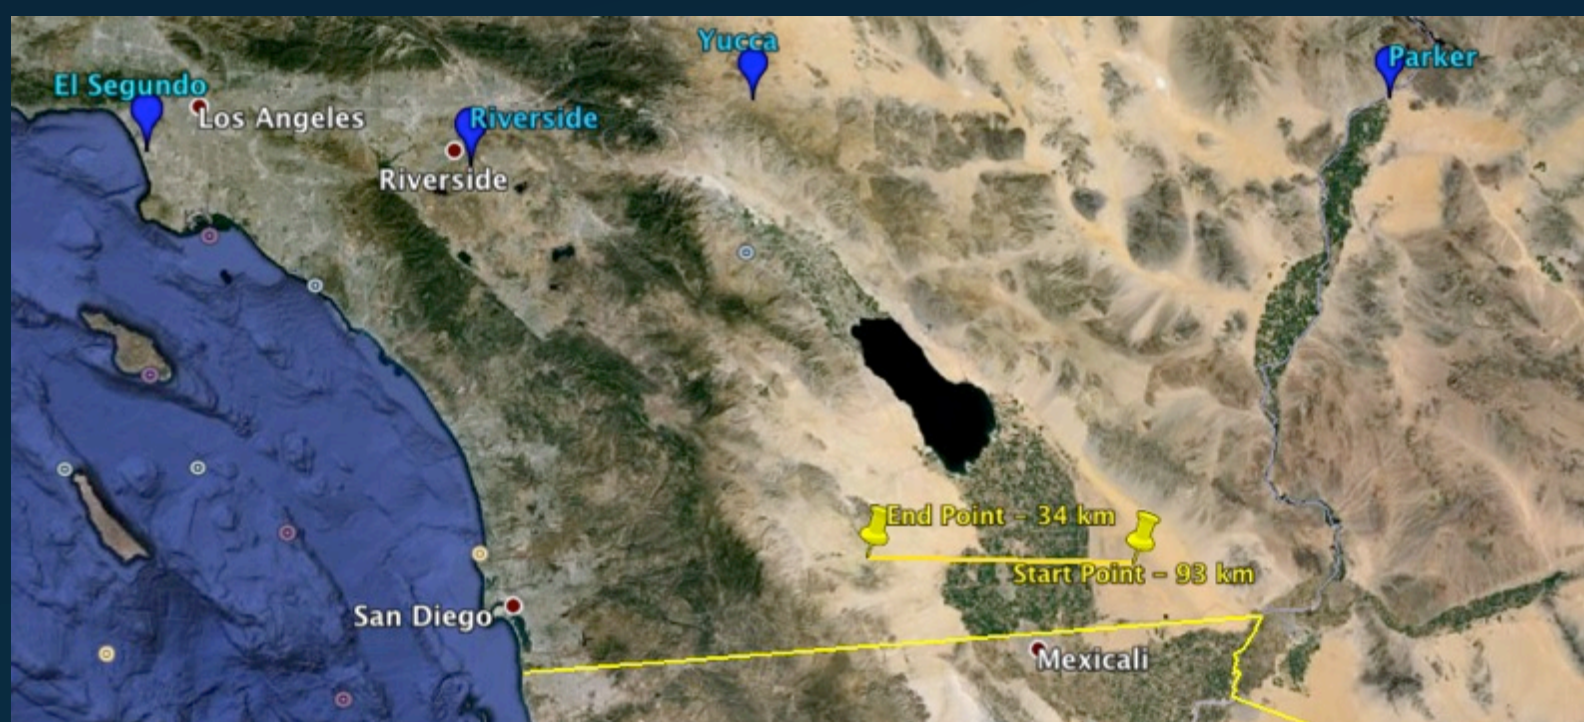 Yucca
Parker
El Segundo
Los Angeles
Riverside
Riverside
End Point - 34 km
Start Point - 93 km
San Diego
Mexicali